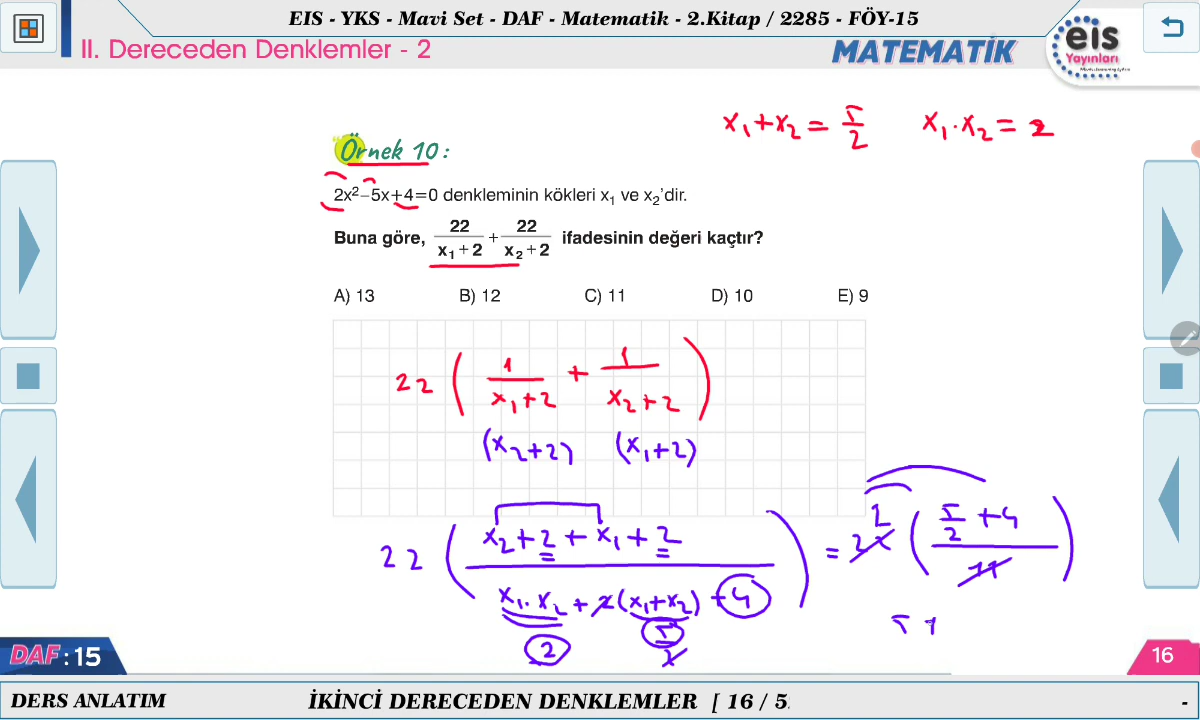 EIS - YKS - Mavi Set - DAF - Matematik - 2.Kitap / 2285 - FÖY-15
II. Dereceden Denklemler - 2
MATEMATİK
eis
Yayınları
x₁+x₂ = 5/2    x₁.x₂ = 2
Örnek 10:
2x²–5x+4=0 denkleminin kökleri x₁ ve x₂'dir.
Buna göre, 22/(x₁+2) + 22/(x₂+2) ifadesinin değeri kaçtır?
A) 13 B) 12 C) 11 D) 10 E) 9
22 ( 1/(x₁+2) + 1/(x₂+2) )
(x₂+2) (x₁+2)
22 ( (x₂+2+x₁+2) / (x₁.x₂+2(x₁+x₂)+4) ) = 22 2 ( (5/2+4) / 11 )
2 5/2
DAF:15
16
DERS ANLATIM
İKİNCİ DERECEDEN DENKLEMLER [ 16 / 5
-